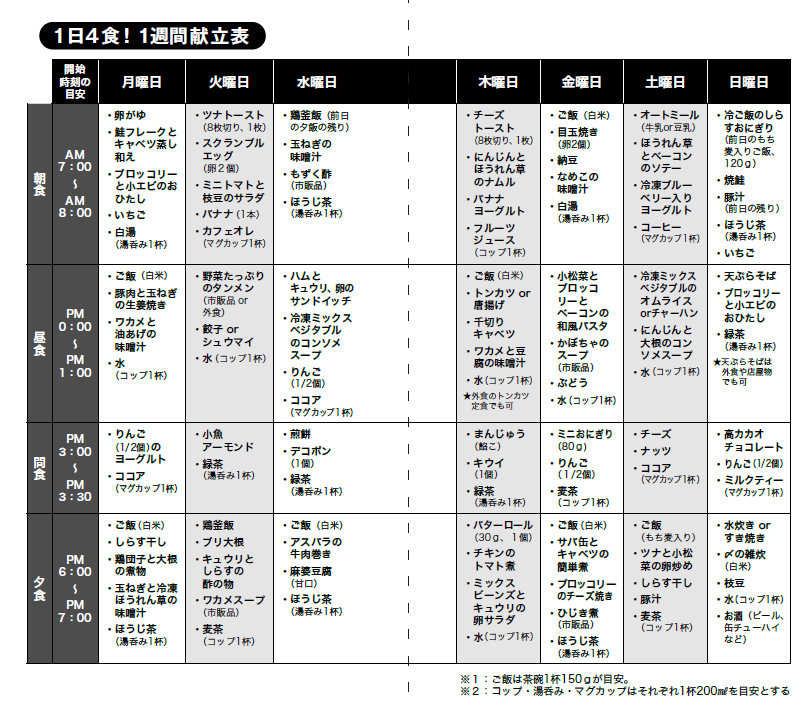 1日4食！1週間献立表
開始
時刻の
目安
月曜日
火曜日
水曜日
木曜日
金曜日
土曜日
日曜日
朝食
AM
7：00
〜
AM
8：00
・卵がゆ
・鮭フレークと
キャベツ蒸し
和え
・ブロッコリー
と小エビのお
ひたし
・いちご
・白湯
（湯呑み1杯）
・ツナトースト
（8枚切り、1枚）
・スクランブル
エッグ
（卵２個）
・ミニトマトと
枝豆のサラダ
・バナナ（1本）
・カフェオレ
（マグカップ1杯）
・鶏釜飯（前日
の夕飯の残り）
・玉ねぎの
味噌汁
・もずく酢
（市販品）
・ほうじ茶
（湯呑み1杯）
・チーズ
トースト
（8枚切り、1枚）
・にんじんと
ほうれん草
のナムル
・バナナ
ヨーグルト
・フルーツ
ジュース
（コップ1杯）
・ご飯（白米）
・目玉焼き
（卵2個）
・納豆
・なめこの
味噌汁
・白湯
（湯呑み1杯）
・オートミール
（牛乳or豆乳）
・ほうれん草
とベーコン
のソテー
・冷凍ブルー
ベリー入り
ヨーグルト
・コーヒー
（マグカップ1杯）
・冷ご飯のしら
すおにぎり
（前日のもち
麦入りご飯、
120ｇ）
・焼鮭
・豚汁
（前日の残り）
・ほうじ茶
（湯呑み1杯）
・いちご
昼食
PM
0：00
〜
PM
1：00
・ご飯（白米）
・豚肉と玉ねぎ
の生姜焼き
・ワカメと
油あげの
味噌汁
・水
（コップ1杯）
・野菜たっぷり
のタンメン
（市販品 or
外食）
・餃子 or
シュウマイ
・水（コップ1杯）
・ハムと
キュウリ、卵の
サンドイッチ
・冷凍ミックス
ベジタブル
のコンソメ
スープ
・りんご
（1/2個）
・ココア
（マグカップ1杯）
・ご飯（白米）
・トンカツ or
唐揚げ
・千切り
キャベツ
・ワカメと豆
腐の味噌汁
・水（コップ1杯）
★外食のトンカツ
定食でも可
・小松菜と
ブロッコ
リーと
ベーコンの
和風パスタ
・かぼちゃの
スープ
（市販品）
・ぶどう
・水（コップ1杯）
・冷凍ミックス
ベジタブルの
オムライス
orチャーハン
・にんじんと
大根のコン
ソメスープ
・水（コップ1杯）
・天ぷらそば
・ブロッコリー
と小エビの
おひたし
・緑茶
（湯呑み1杯）
★天ぷらそばは
外食や店屋物
でも可
間食
PM
3：00
〜
PM
3：30
・りんご
（1/2個）の
ヨーグルト
・ココア
（マグカップ1杯）
・小魚
アーモンド
・緑茶
（湯呑み1杯）
・煎餅
・デコポン
（1個）
・緑茶
（湯呑み1杯）
・まんじゅう
（餡こ）
・キウイ
（1個）
・緑茶
（湯呑み1杯）
・ミニおにぎり
（80ｇ）
・りんご
（1/2個）
・麦茶
（コップ1杯）
・チーズ
・ナッツ
・ココア
（マグカップ1杯）
・高カカオ
チョコレート
・りんご（1/2個）
・ミルクティー
（マグカップ1杯）
夕食
PM
6：00
〜
PM
7：00
・ご飯（白米）
・しらす干し
・鶏団子と大根
の煮物
・玉ねぎと冷凍
ほうれん草の
味噌汁
・ほうじ茶
（湯呑み1杯）
・鶏釜飯
・ブリ大根
・キュウリと
しらすの
酢の物
・ワカメスープ
（市販品）
・麦茶
（コップ1杯）
・ご飯（白米）
・アスパラの
牛肉巻き
・麻婆豆腐
（甘口）
・ほうじ茶
（湯呑み1杯）
・バターロール
（30ｇ、1個）
・チキンの
トマト煮
・ミックス
ビーンズと
キュウリの
卵サラダ
・水（コップ1杯）
・ご飯（白米）
・サバ缶と
キャベツの
簡単煮
・ブロッコリー
のチーズ焼き
・ひじき煮
（市販品）
・ほうじ茶
（湯呑み1杯）
・ご飯
（もち麦入り）
・ツナと小松
菜の卵炒め
・しらす干し
・豚汁
・麦茶
（コップ1杯）
・水炊き or
すき焼き
・〆の雑炊
（白米）
・枝豆
・水（コップ1杯）
・お酒（ビール、
缶チューハイ
など）
※1：ご飯は茶碗1杯150ｇが目安。
※2：コップ・湯呑み・マグカップはそれぞれ1杯200㎖を目安とする